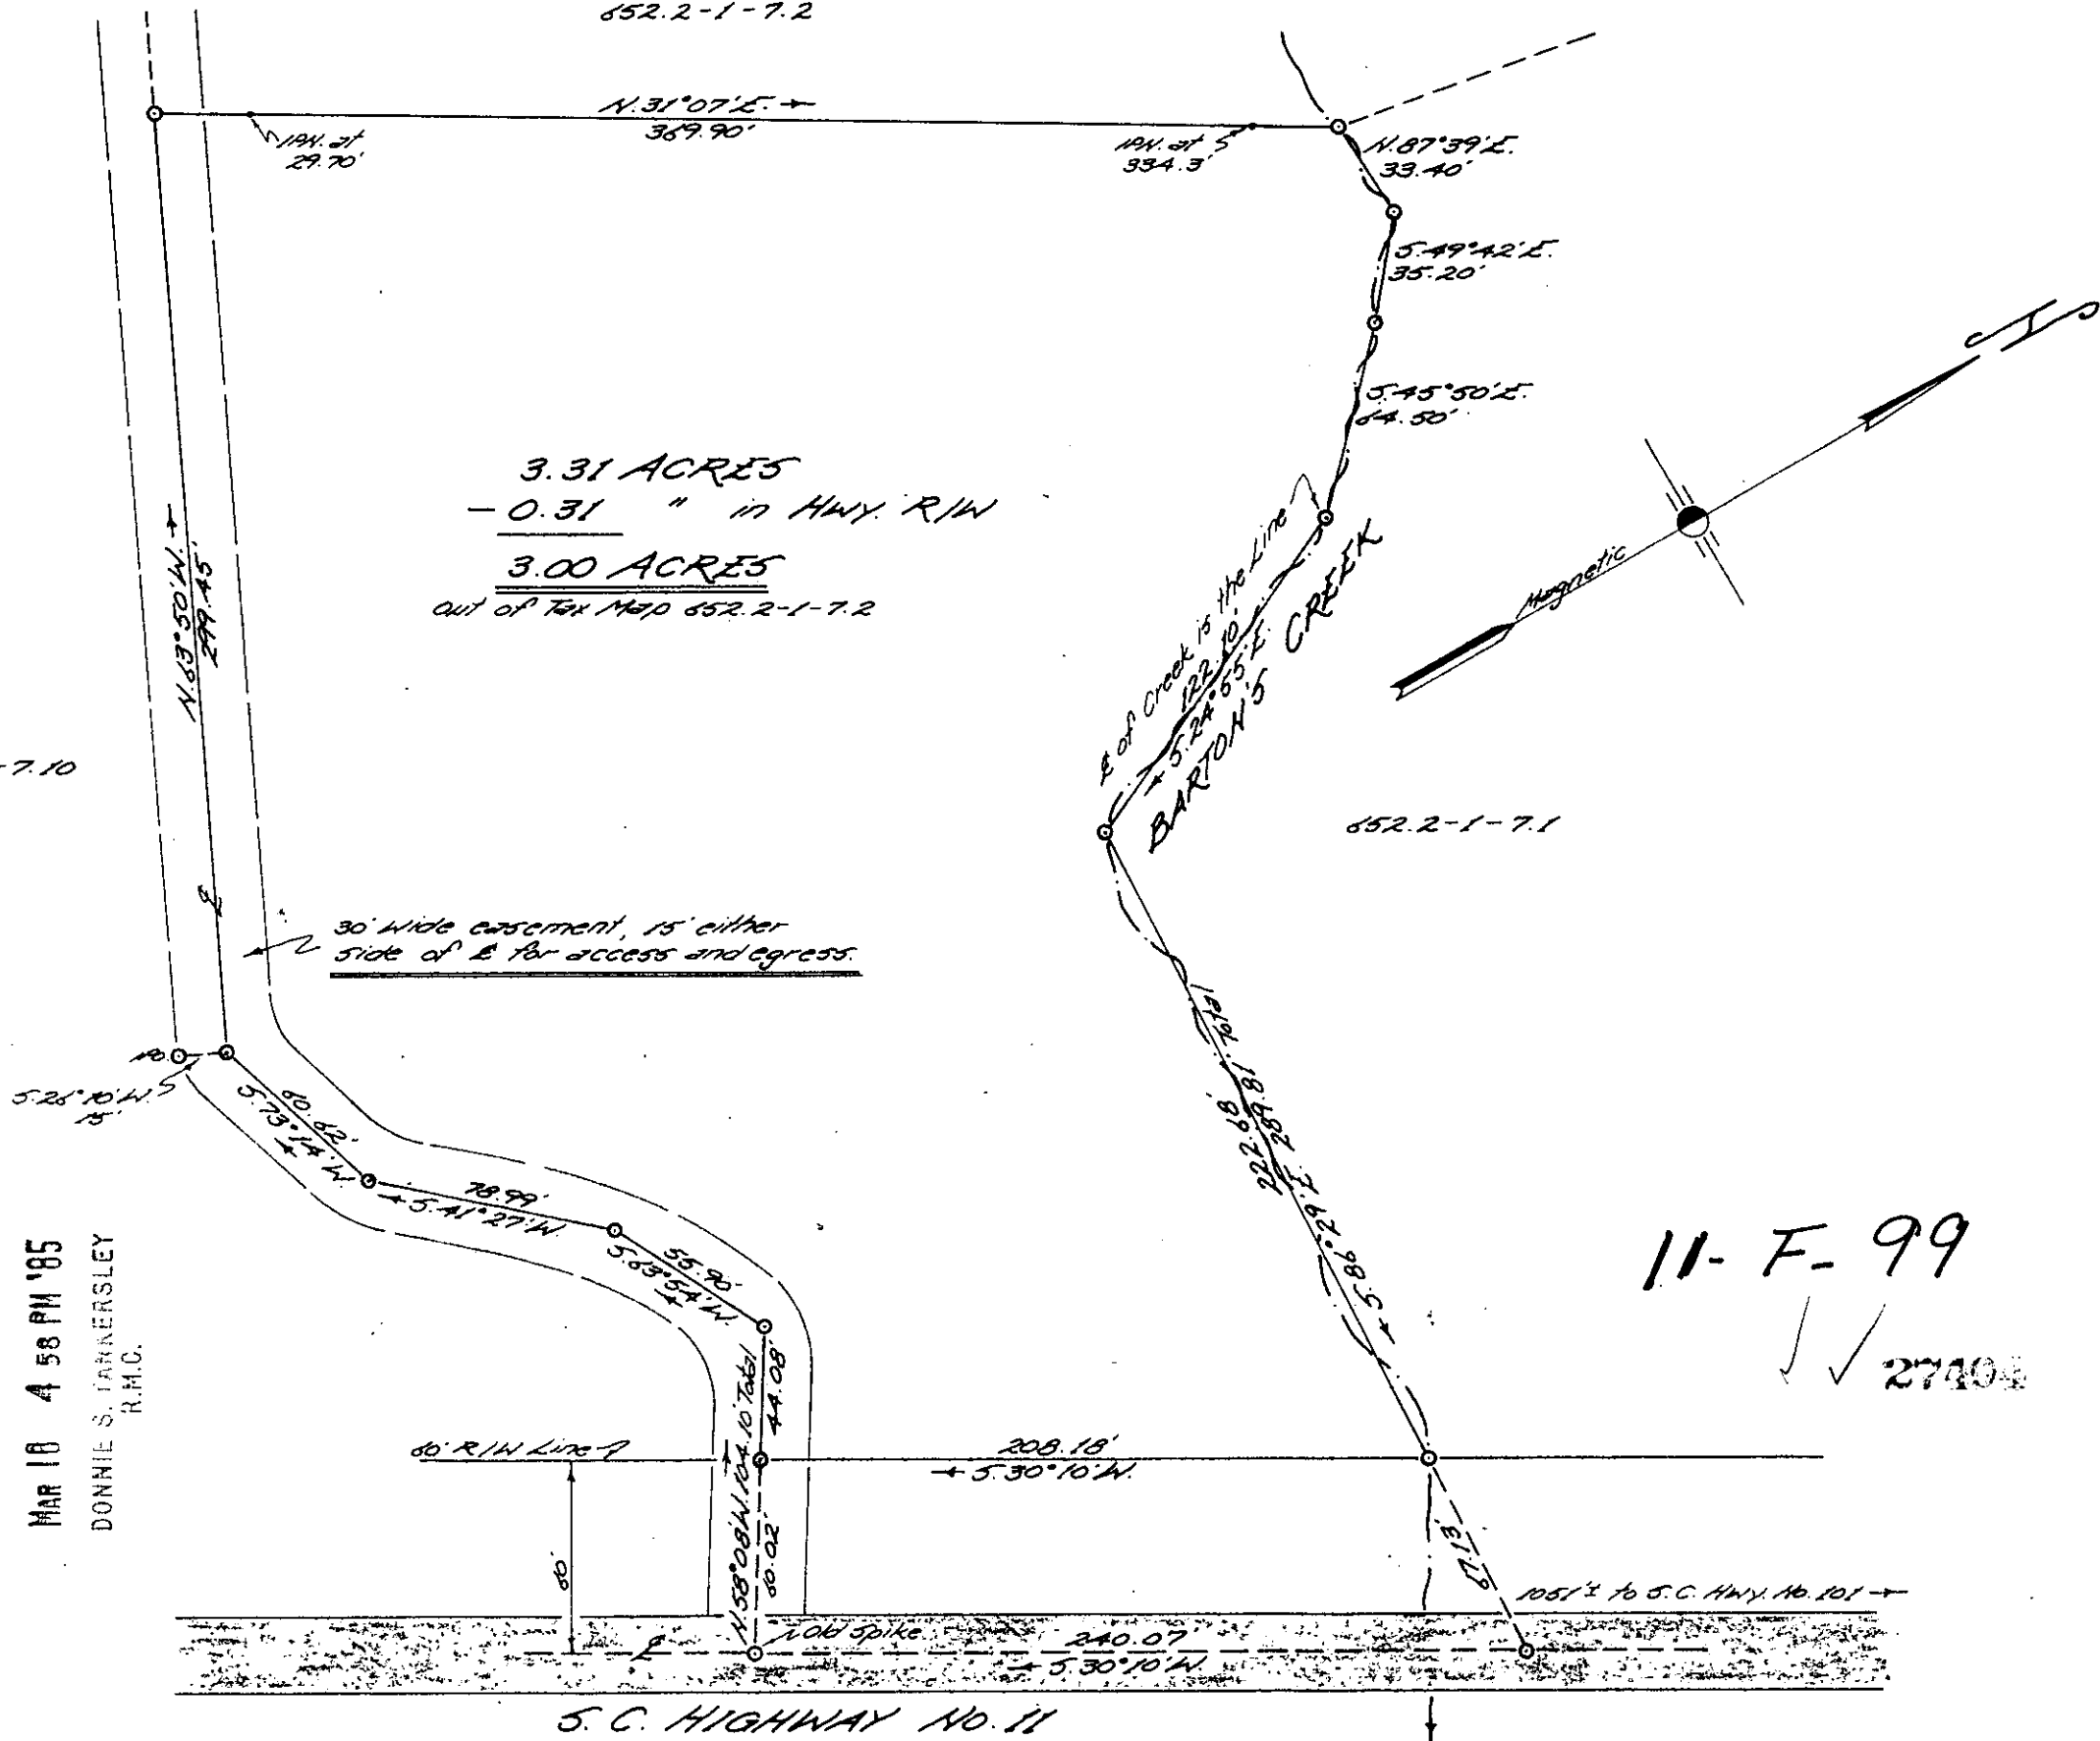 652.2-1-7.2
N.31°07'E.
369.90'
IPN. at
29.70'
IPN. at
334.3'
N.87°39'E.
33.40'
S.49°42'E.
35.20'
S.45°50'E.
64.50'
3.31 ACRES
- 0.31 " in HWY. R/W
3.00 ACRES
Out of Tax Map 652.2-1-7.2
N.63°50'W.
299.45'
Magnetic
℄ of Creek is the Line
122.10'
S.24°55'E.
BARTON'S CREEK
-7.10
652.2-1-7.1
℄
30' wide easement, 15' either
side of ℄ for access and egress.
IPO.
S.26°10'W.
15'
60.62'
S.73°14'W.
78.99'
S.41°27'W.
55.90'
S.63°54'W.
222.68'
S.86°29'E. 289.81' Total
11-F-99
MAR 18 4 58 PM '85
DONNIE S. TANKERSLEY
R.M.C.
44.08'
N.58°08'W. 104.10' Total
60.02'
60' R/W Line
208.18'
S.30°10'W.
60'
67.13'
1051'± to S.C. Hwy. No. 101
Old Spike
℄
240.07'
S.30°10'W.
S.C. HIGHWAY No. 11